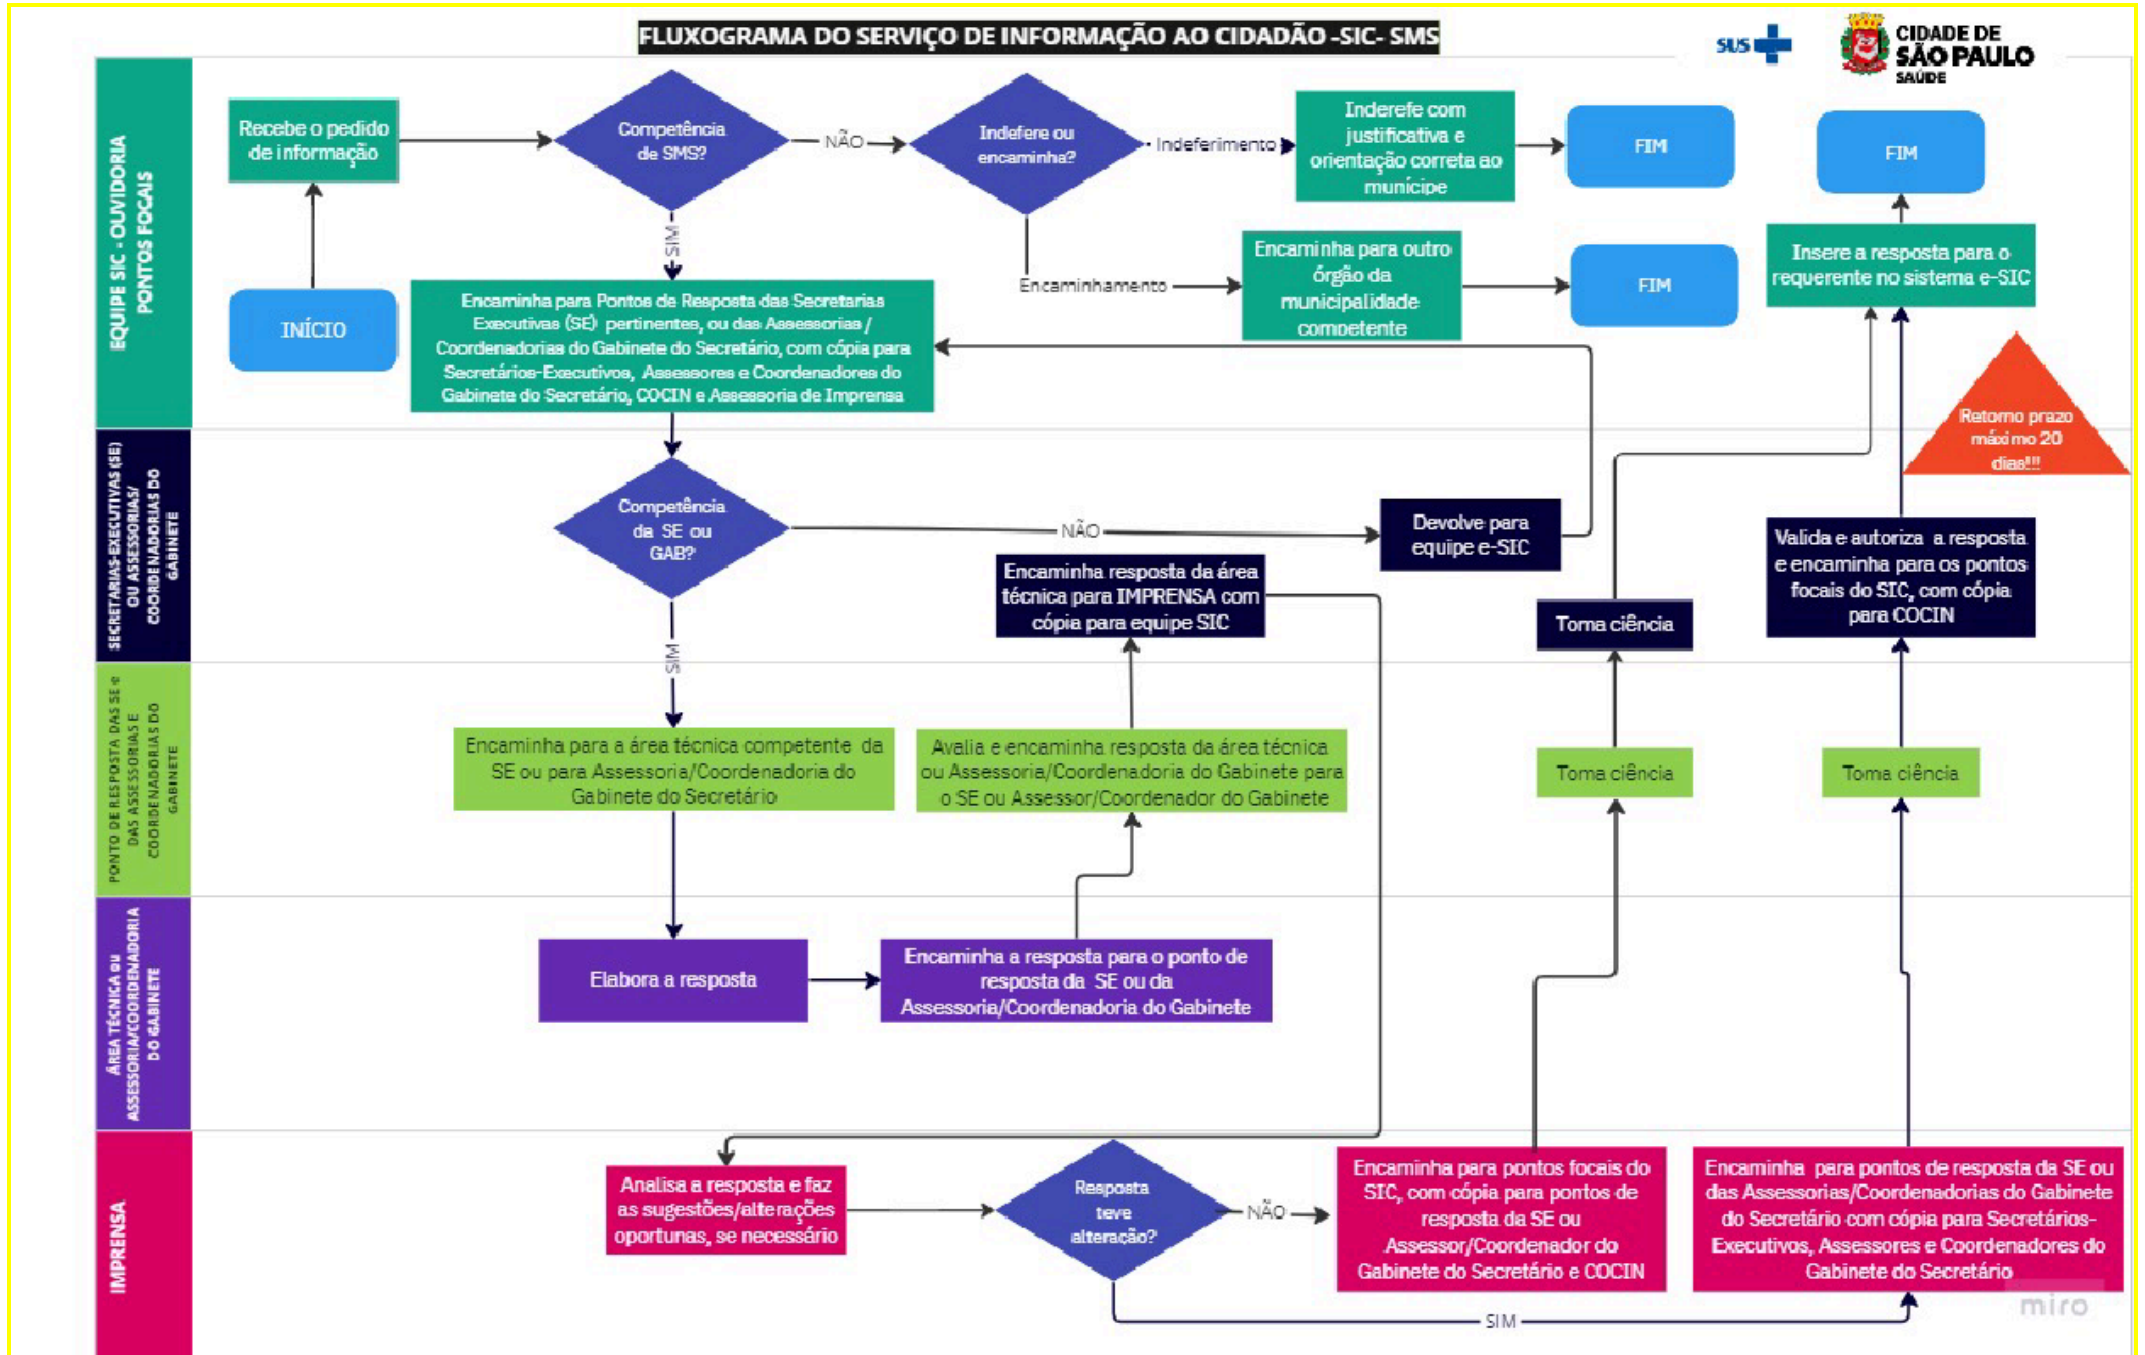 FLUXOGRAMA DO SERVIÇO DE INFORMAÇÃO AO CIDADÃO -SIC- SMS
SUS
CIDADE DE
SÃO PAULO
SAÚDE
EQUIPE SIC - OUVIDORIA
PONTOS FOCAIS
Recebe o pedido
de informação
INÍCIO
Competência
de SMS?
NÃO
Indefere ou
encaminha?
Indeferimento
Inderefe com
justificativa e
orientação correta ao
munícipe
FIM
FIM
SIM
Encaminhamento
Encaminha para outro
órgão da
municipalidade
competente
FIM
Insere a resposta para o
requerente no sistema e-SIC
Encaminha para Pontos de Resposta das Secretarias
Executivas (SE) pertinentes, ou das Assessorias /
Coordenadorias do Gabinete do Secretário, com cópia para
Secretários-Executivos, Assessores e Coordenadores do
Gabinete do Secretário, COCIN e Assessoria de Imprensa
Retorno prazo
máximo 20
dias!!!
SECRETARIAS-EXECUTIVAS (SE)
OU ASSESSORIAS/
COORDENADORIAS DO
GABINETE
Competência
da SE ou
GAB?
NÃO
Devolve para
equipe e-SIC
Encaminha resposta da área
técnica para IMPRENSA com
cópia para equipe SIC
Toma ciência
Valida e autoriza a resposta
e encaminha para os pontos
focais do SIC, com cópia
para COCIN
SIM
PONTO DE RESPOSTA DAS SE e
DAS ASSESSORIAS E
COORDENADORIAS DO
GABINETE
Encaminha para a área técnica competente da
SE ou para Assessoria/Coordenadoria do
Gabinete do Secretário
Avalia e encaminha resposta da área técnica
ou Assessoria/Coordenadoria do Gabinete para
o SE ou Assessor/Coordenador do Gabinete
Toma ciência
Toma ciência
ÁREA TÉCNICA ou
ASSESSORIA/COORDENADORIA
DO GABINETE
Elabora a resposta
Encaminha a resposta para o ponto de
resposta da SE ou da
Assessoria/Coordenadoria do Gabinete
IMPRENSA
Analisa a resposta e faz
as sugestões/alterações
oportunas, se necessário
Resposta
teve
alteração?
NÃO
Encaminha para pontos focais do
SIC, com cópia para pontos de
resposta da SE ou
Assessor/Coordenador do
Gabinete do Secretário e COCIN
Encaminha para pontos de resposta da SE ou
das Assessorias/Coordenadorias do Gabinete
do Secretário com cópia para Secretários-
Executivos, Assessores e Coordenadores do
Gabinete do Secretário
SIM
miro